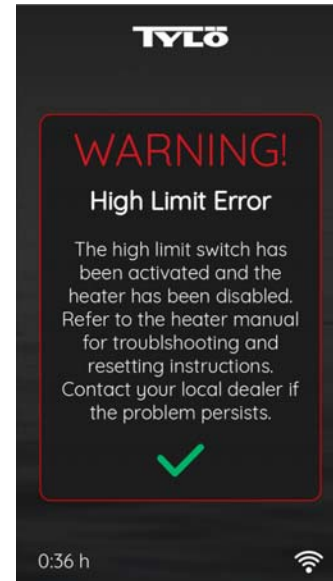 TYLÖ
WARNING!
High Limit Error
The high limit switch has
been activated and the
heater has been disabled.
Refer to the heater manual
for troublshooting and
resetting instructions.
Contact your local dealer if
the problem persists.
0:36 h